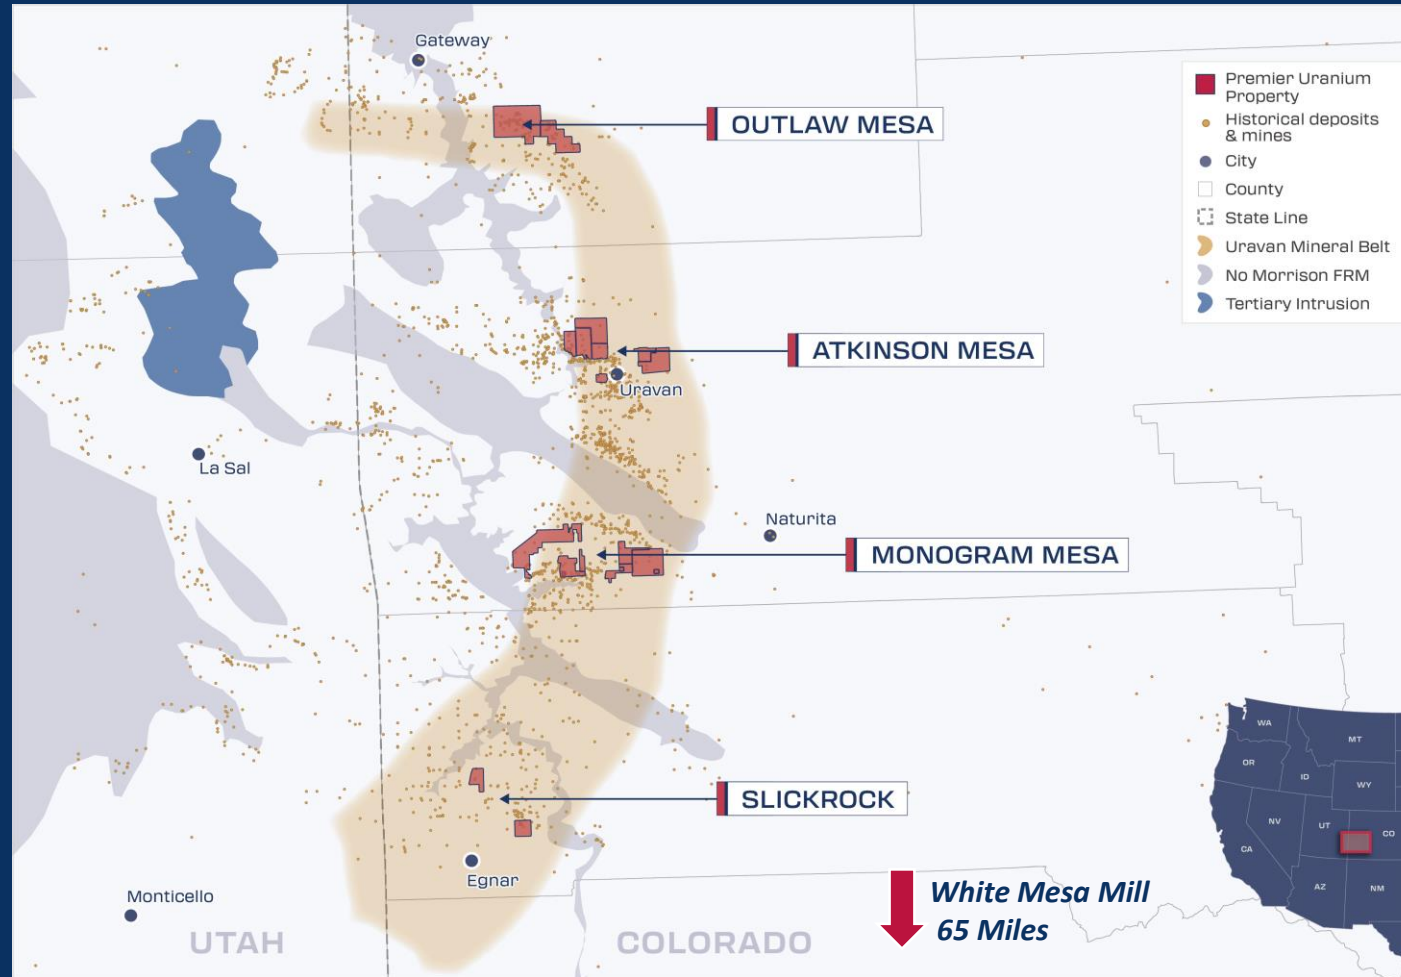 Gateway
OUTLAW MESA
Premier Uranium
Property
Historical deposits
& mines
City
County
State Line
Uravan Mineral Belt
No Morrison FRM
Tertiary Intrusion
ATKINSON MESA
Uravan
La Sal
Naturita
MONOGRAM MESA
SLICKROCK
Egnar
Monticello
UTAH
COLORADO
White Mesa Mill
65 Miles
WA
MT
OR
ID
WY
NV
UT
CO
CA
AZ
NM